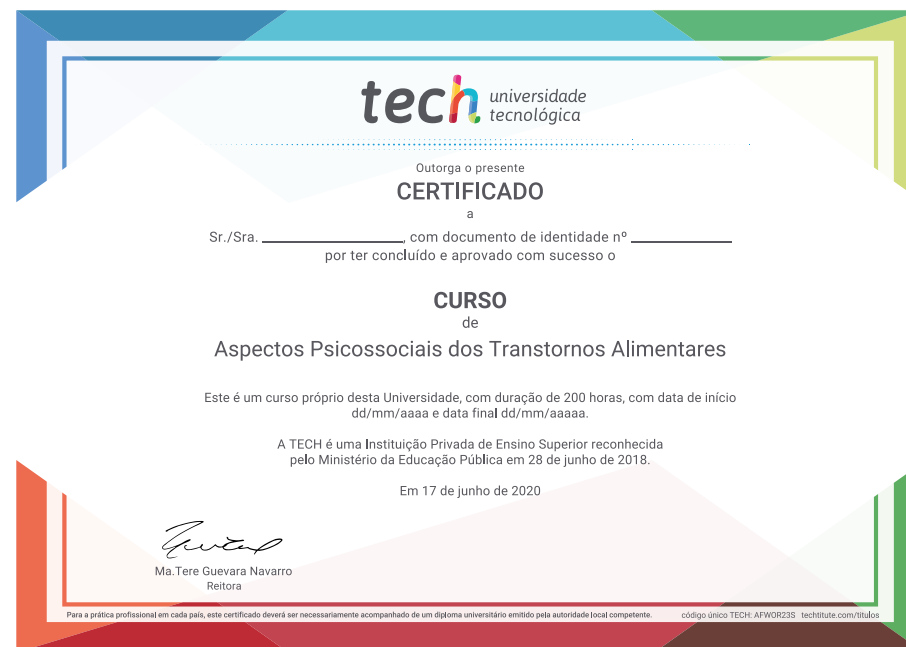 tech universidade
tecnológica
Outorga o presente
CERTIFICADO
a
Sr./Sra. ____________, com documento de identidade nº ____________
por ter concluído e aprovado com sucesso o
CURSO
de
Aspectos Psicossociais dos Transtornos Alimentares
Este é um curso próprio desta Universidade, com duração de 200 horas, com data de início
dd/mm/aaaa e data final dd/mm/aaaaa.
A TECH é uma Instituição Privada de Ensino Superior reconhecida
pelo Ministério da Educação Pública em 28 de junho de 2018.
Em 17 de junho de 2020
Ma.Tere Guevara Navarro
Reitora
Para a prática profissional em cada país, este certificado deverá ser necessariamente acompanhado de um diploma universitário emitido pela autoridade local competente. código único TECH: AFWOR23S techtitute.com/titulos